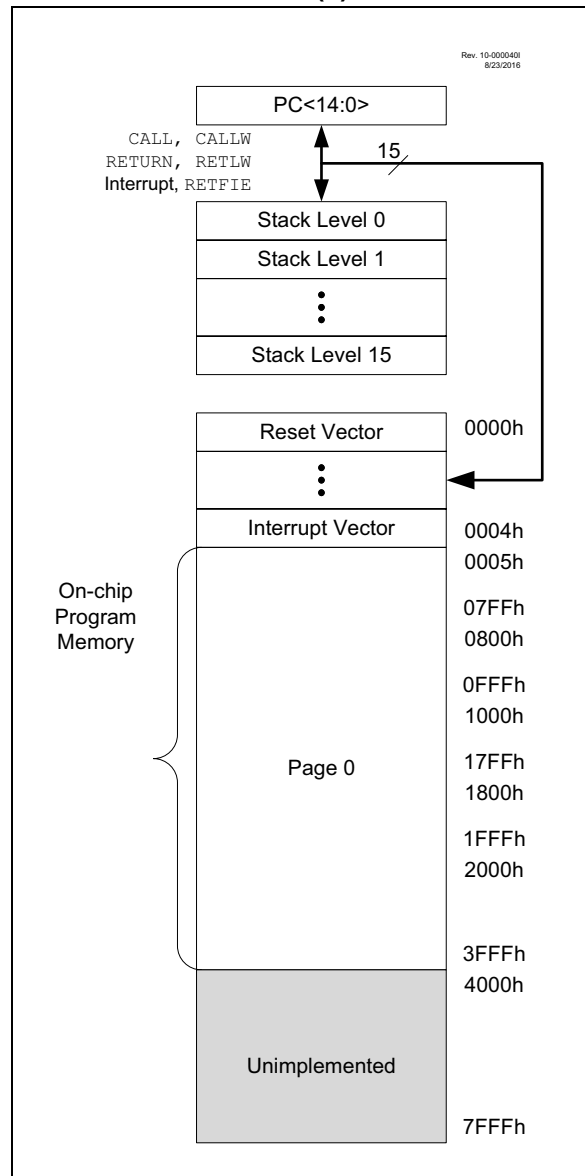 Rev. 10-000040I
8/23/2016
PC<14:0>
CALL, CALLW
RETURN, RETLW
Interrupt, RETFIE
15
Stack Level 0
Stack Level 1
Stack Level 15
Reset Vector
0000h
Interrupt Vector
0004h
0005h
On-chip
Program
Memory
07FFh
0800h
0FFFh
1000h
Page 0
17FFh
1800h
1FFFh
2000h
3FFFh
4000h
Unimplemented
7FFFh